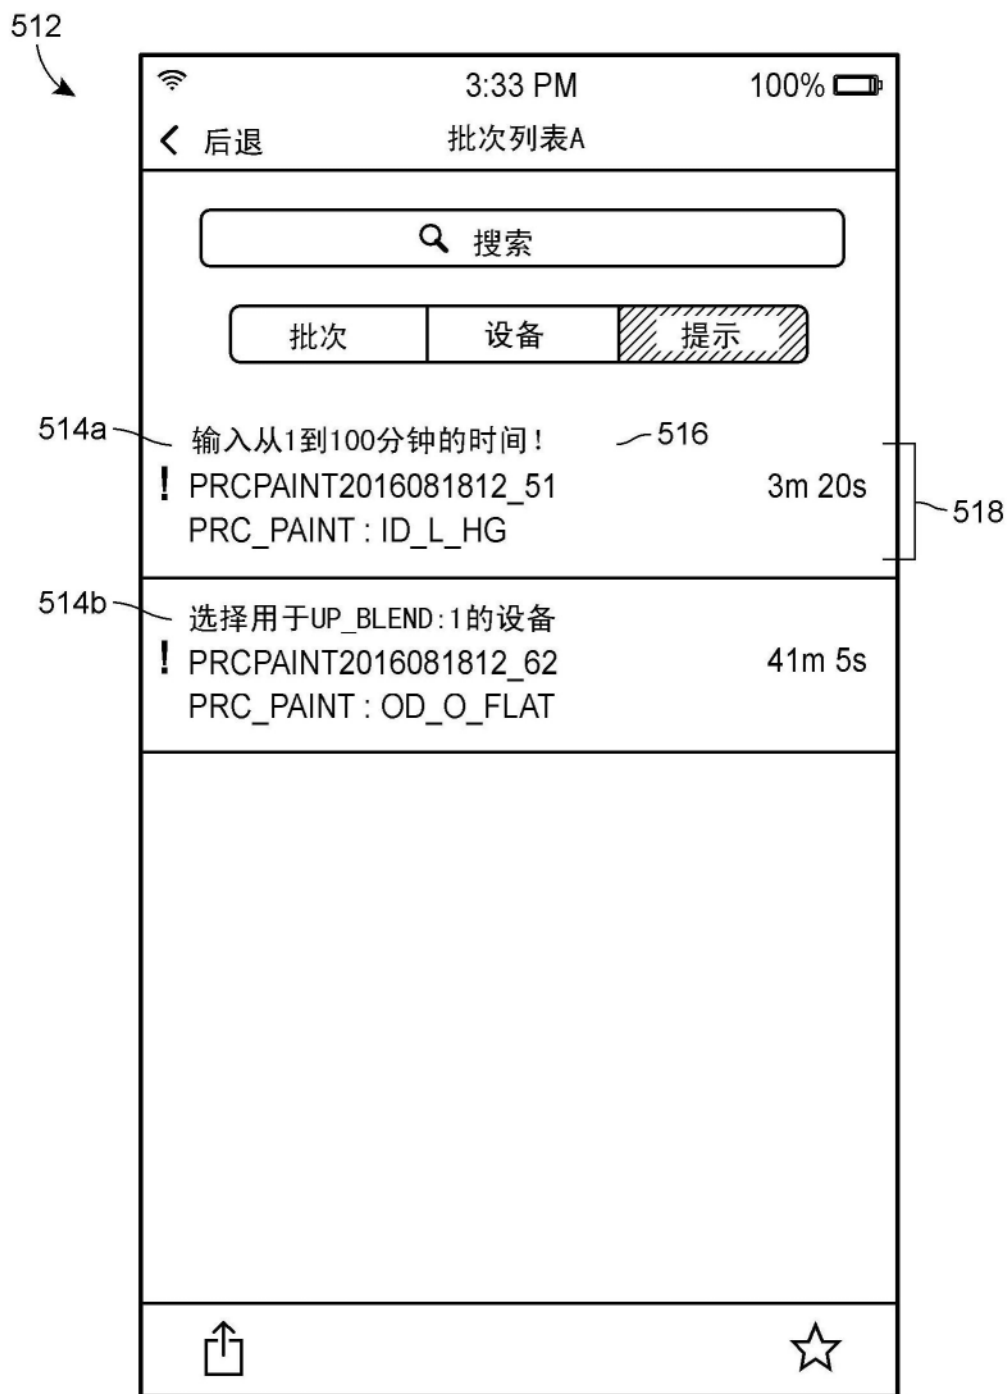 512
3:33 PM 100%
后退 批次列表A
搜索
批次 设备 提示
514a 输入从1到100分钟的时间! 516
! PRCPAINT2016081812_51 3m 20s
518
PRC_PAINT : ID_L_HG
514b 选择用于UP_BLEND:1的设备
! PRCPAINT2016081812_62 41m 5s
PRC_PAINT : OD_O_FLAT